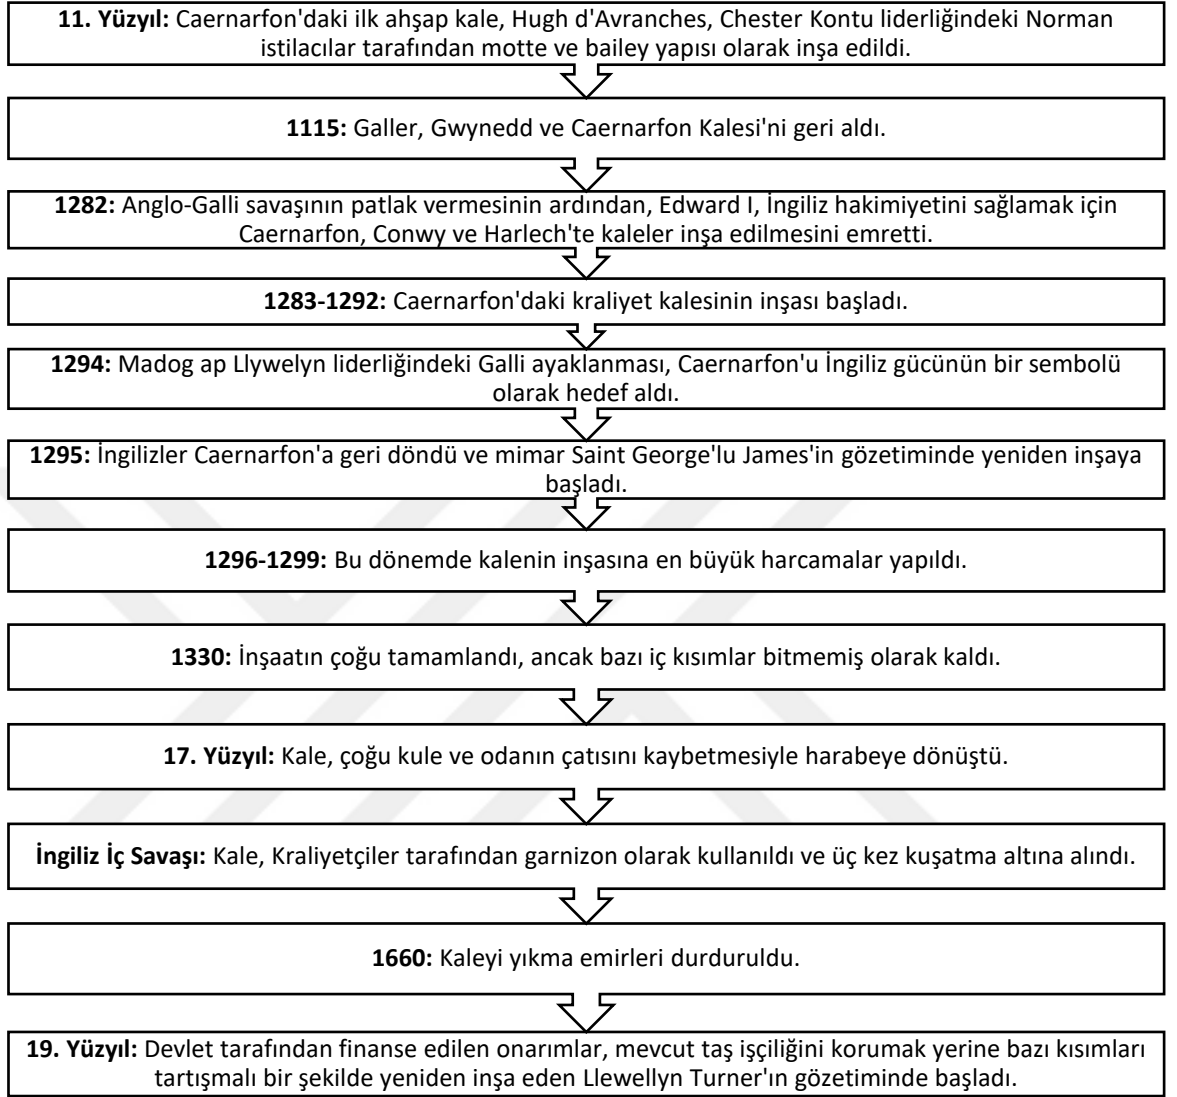 11. Yüzyıl: Caernarfon'daki ilk ahşap kale, Hugh d'Avranches, Chester Kontu liderliğindeki Norman
istilacılar tarafından motte ve bailey yapısı olarak inşa edildi.
1115: Galler, Gwynedd ve Caernarfon Kalesi'ni geri aldı.
1282: Anglo-Galli savaşının patlak vermesinin ardından, Edward I, İngiliz hakimiyetini sağlamak için
Caernarfon, Conwy ve Harlech'te kaleler inşa edilmesini emretti.
1283-1292: Caernarfon'daki kraliyet kalesinin inşası başladı.
1294: Madog ap Llywelyn liderliğindeki Galli ayaklanması, Caernarfon'u İngiliz gücünün bir sembolü
olarak hedef aldı.
1295: İngilizler Caernarfon'a geri döndü ve mimar Saint George'lu James'in gözetiminde yeniden inşaya
başladı.
1296-1299: Bu dönemde kalenin inşasına en büyük harcamalar yapıldı.
1330: İnşaatın çoğu tamamlandı, ancak bazı iç kısımlar bitmemiş olarak kaldı.
17. Yüzyıl: Kale, çoğu kule ve odanın çatısını kaybetmesiyle harabeye dönüştü.
İngiliz İç Savaşı: Kale, Kraliyetçiler tarafından garnizon olarak kullanıldı ve üç kez kuşatma altına alındı.
1660: Kaleyi yıkma emirleri durduruldu.
19. Yüzyıl: Devlet tarafından finanse edilen onarımlar, mevcut taş işçiliğini korumak yerine bazı kısımları
tartışmalı bir şekilde yeniden inşa eden Llewellyn Turner'ın gözetiminde başladı.